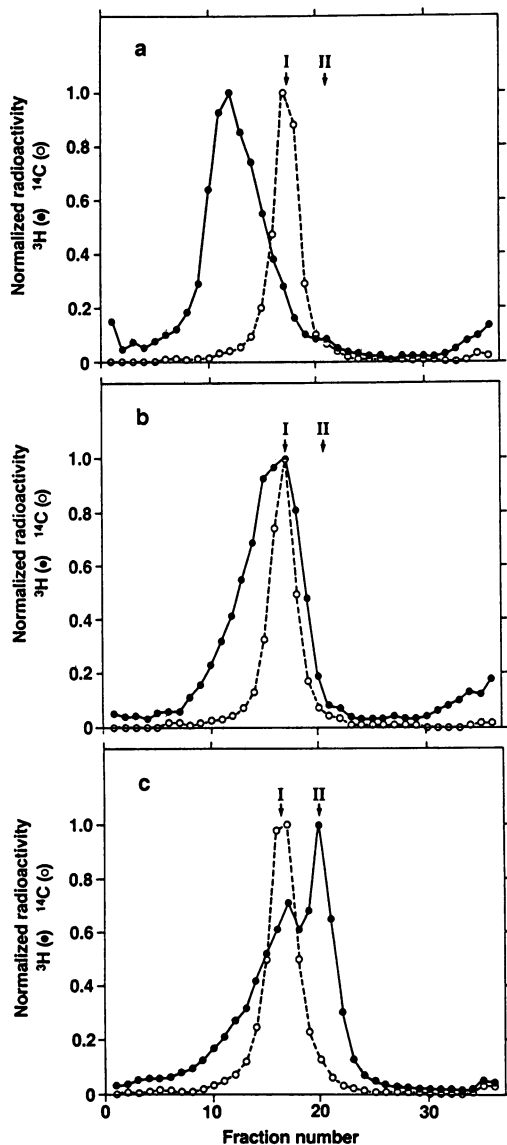 a
I II
1.0
0.8
0.6
0.4
0.2
0
Normalized radioactivity
³H (●) ¹⁴C (○)
b
I II
1.0
0.8
0.6
0.4
0.2
0
Normalized radioactivity
³H (●) ¹⁴C (○)
c
I II
1.0
0.8
0.6
0.4
0.2
0
Normalized radioactivity
³H (●) ¹⁴C (○)
0 10 20 30
Fraction number